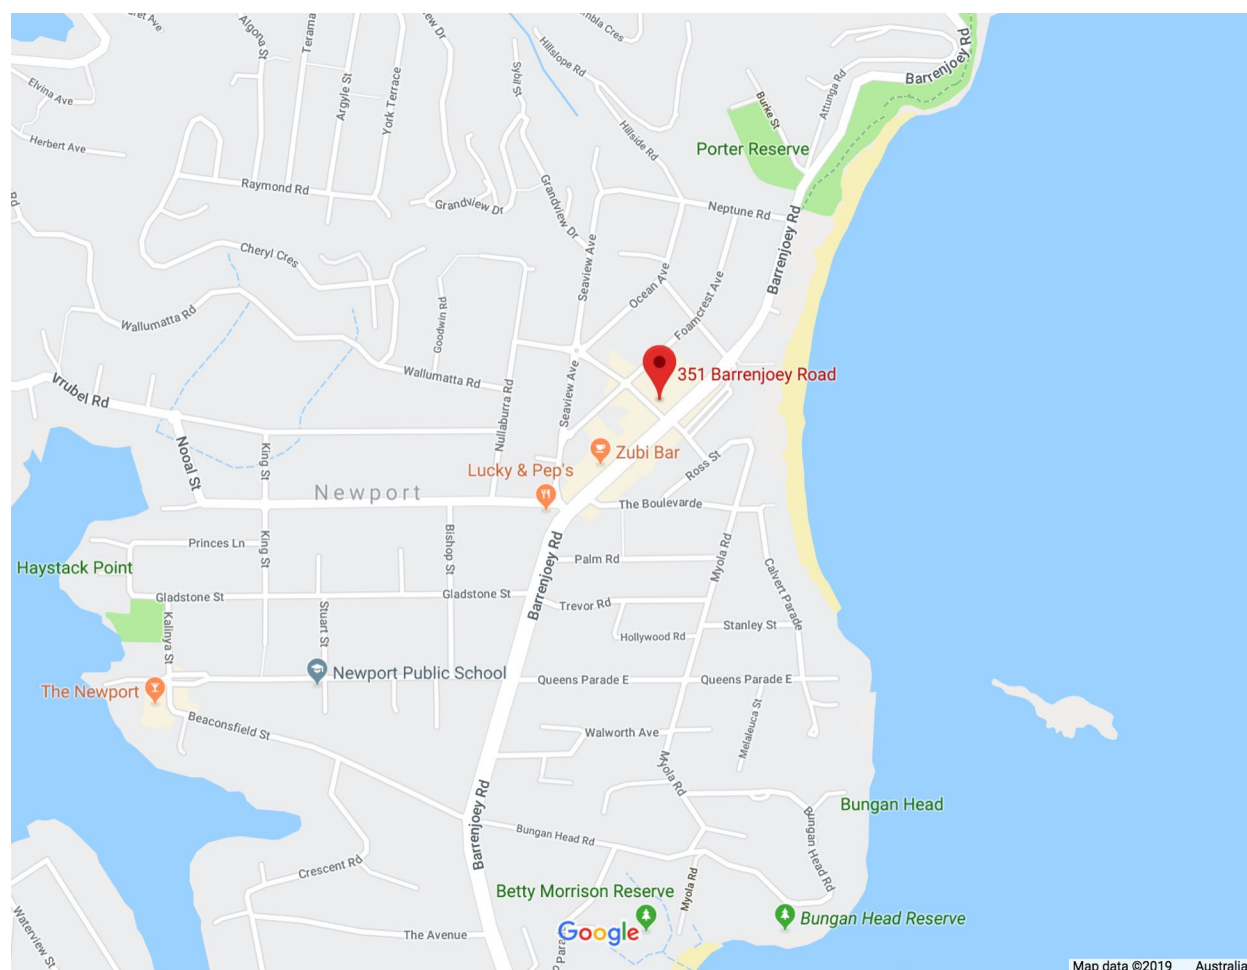 Algona St
Argyle St
York Terrace
Sybil St
Hillslope Rd
Barrenjoey Rd
Attunga Rd
Burke St
Elvina Ave
Herbert Ave
Hillside Rd
Porter Reserve
Raymond Rd
Grandview Dr
Grandview Dr
Neptune Rd
Barrenjoey Rd
Cheryl Cres
Seaview Ave
Ocean Ave
Foamcrest Ave
Wallumatta Rd
Goodwin Rd
Wallumatta Rd
Seaview Ave
351 Barrenjoey Road
Irrubel Rd
Nullaburra Rd
Nooal St
King St
Zubi Bar
Lucky & Pep's
Ross St
Newport
The Boulevarde
Princes Ln
King St
Bishop St
Barrenjoey Rd
Palm Rd
Myola Rd
Calvert Parade
Haystack Point
Gladstone St
Gladstone St
Trevor Rd
Kalinya St
Stuart St
Hollywood Rd
Stanley St
Newport Public School
Queens Parade E
Queens Parade E
The Newport
Beaconsfield St
Walworth Ave
Melaleuca St
Myola Rd
Barrenjoey Rd
Bungan Head
Bungan Head Rd
Bungan Head Rd
Crescent Rd
Betty Morrison Reserve
Myola Rd
Bungan Head Reserve
Waterview St
The Avenue
Google
Map data ©2019 Australia